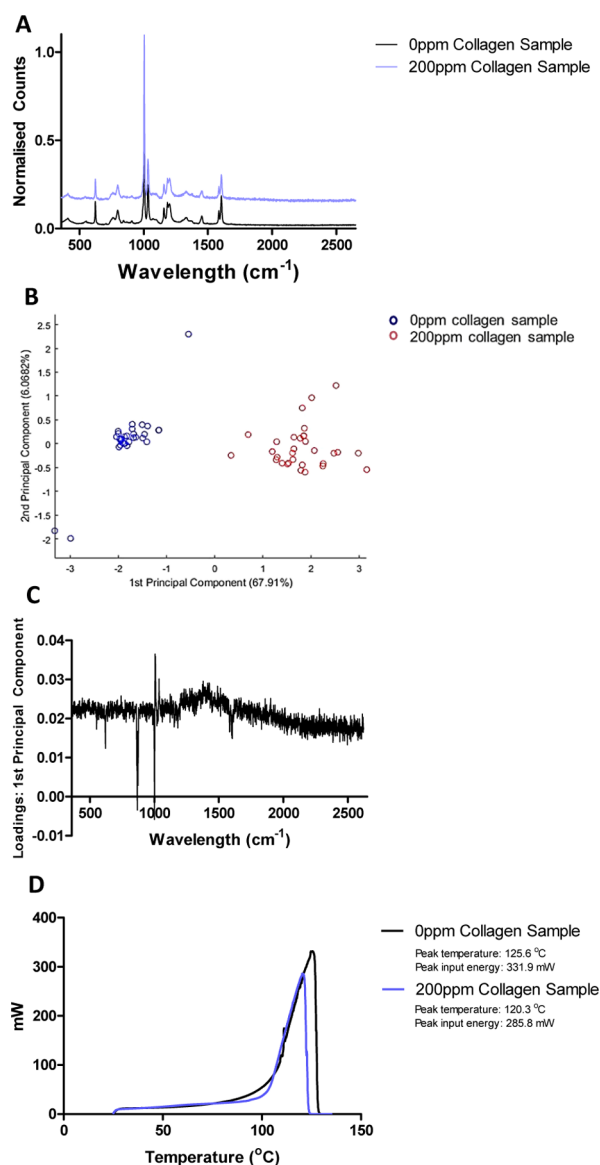 A
0ppm Collagen Sample
200ppm Collagen Sample
Normalised Counts
1.0
0.5
0.0
500 1000 1500 2000 2500
Wavelength (cm⁻¹)
B
0ppm collagen sample
200ppm collagen sample
2nd Principal Component (6.0682%)
2.5
2
1.5
1
0.5
0
-0.5
-1
-1.5
-2
-3 -2 -1 0 1 2 3
1st Principal Component (67.91%)
C
Loadings: 1st Principal Component
0.04
0.03
0.02
0.01
0.00
-0.01
500 1000 1500 2000 2500
Wavelength (cm⁻¹)
D
0ppm Collagen Sample
Peak temperature: 125.6 °C
Peak input energy: 331.9 mW
200ppm Collagen Sample
Peak temperature: 120.3 °C
Peak input energy: 285.8 mW
mW
400
300
200
100
0
0 50 100 150
Temperature (°C)